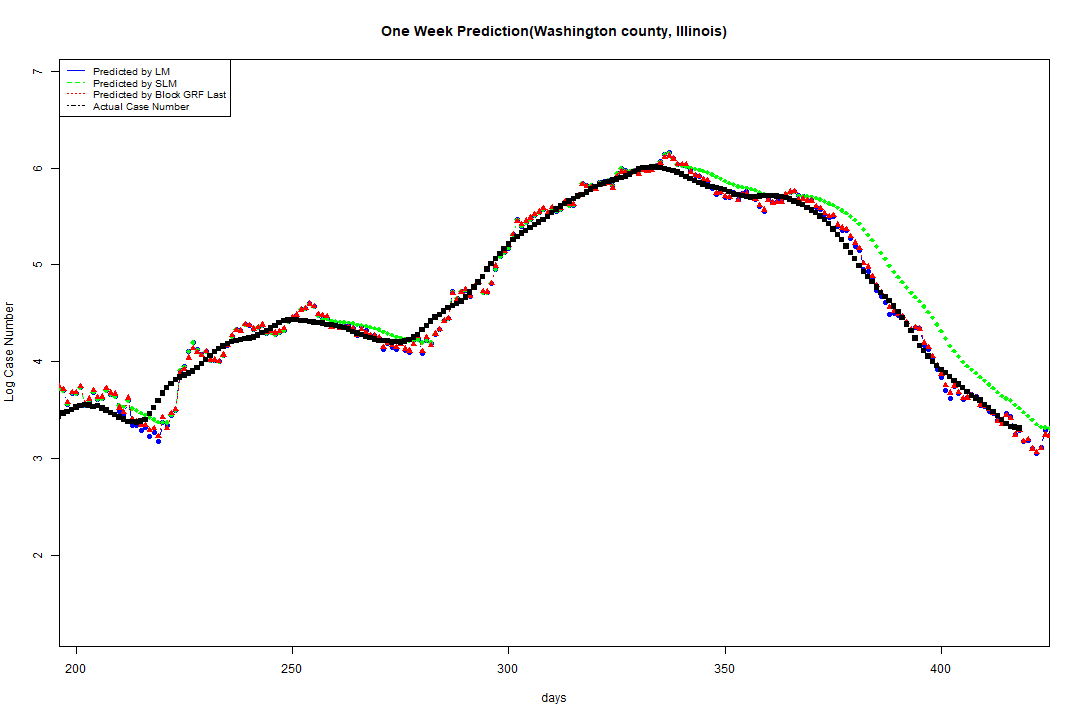 One Week Prediction(Washington county, Illinois)
Predicted by LM
Predicted by SLM
Predicted by Block GRF Last
Actual Case Number
7
6
5
4
3
2
Log Case Number
200 250 300 350 400
days